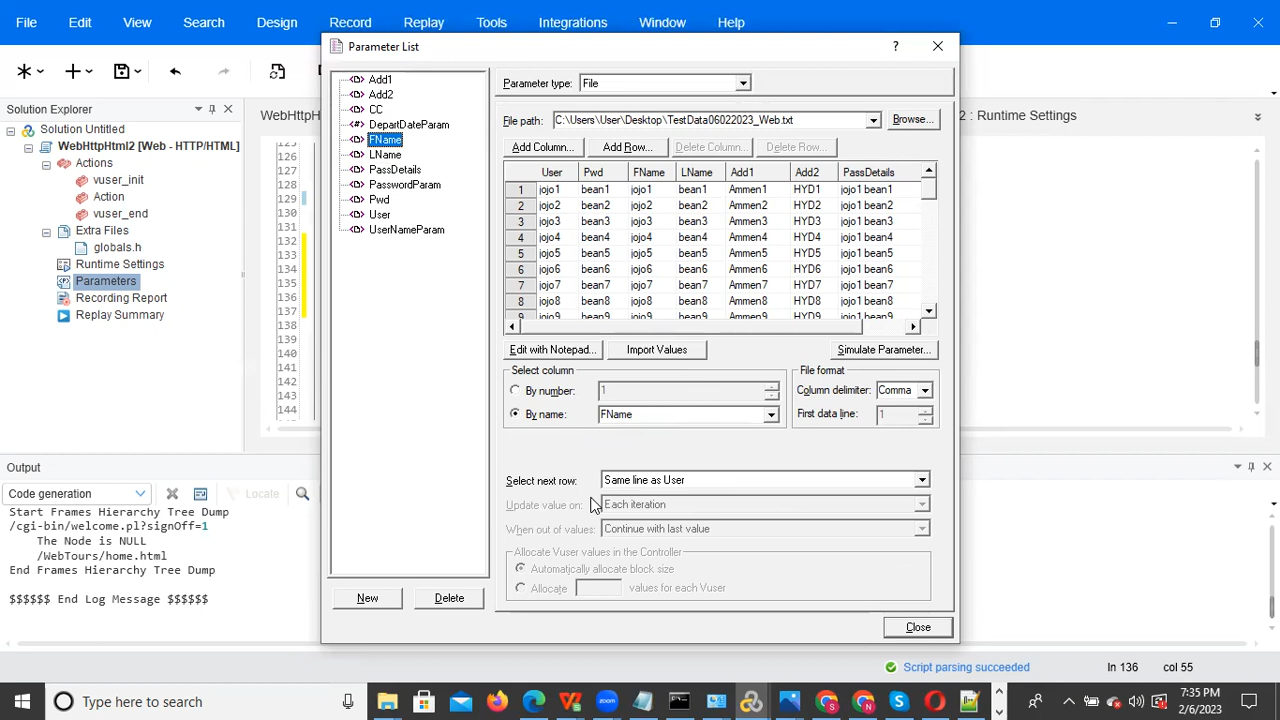 File Edit View Search Design Record Replay Tools Integrations Window Help
Parameter List ?
Solution Explorer
Solution Untitled
WebHttpHtml2 [Web - HTTP/HTML]
Actions
vuser_init
Action
vuser_end
Extra Files
globals.h
Runtime Settings
Parameters
Recording Report
Replay Summary
WebHttpH
2 : Runtime Settings
125
126
127
128
129
130
131
132
133
134
135
136
137
138
139
140
141
142
143
144
Add1
Add2
CC
DepartDateParam
FName
LName
PassDetails
PasswordParam
Pwd
User
UserNameParam
New Delete
Parameter type: File
File path: C:\Users\User\Desktop\TestData06022023_Web.txt Browse...
Add Column... Add Row... Delete Column... Delete Row...
User Pwd FName LName Add1 Add2 PassDetails
1 jojo1 bean1 jojo1 bean1 Ammen1 HYD1 jojo1 bean1
2 jojo2 bean2 jojo2 bean2 Ammen2 HYD2 jojo1 bean2
3 jojo3 bean3 jojo3 bean3 Ammen3 HYD3 jojo1 bean3
4 jojo4 bean4 jojo4 bean4 Ammen4 HYD4 jojo1 bean4
5 jojo5 bean5 jojo5 bean5 Ammen5 HYD5 jojo1 bean5
6 jojo6 bean6 jojo6 bean6 Ammen6 HYD6 jojo1 bean6
7 jojo7 bean7 jojo7 bean7 Ammen7 HYD7 jojo1 bean7
8 jojo8 bean8 jojo8 bean8 Ammen8 HYD8 jojo1 bean8
9 jojo9 bean9 jojo9 bean9 Ammen9 HYD9 jojo1 bean9
Edit with Notepad... Import Values Simulate Parameter...
Select column File format
By number: 1 Column delimiter: Comma
By name: FName First data line: 1
Select next row: Same line as User
Update value on: Each iteration
When out of values: Continue with last value
Allocate Vuser values in the Controller
Automatically allocate block size
Allocate values for each Vuser
Close
Output
Code generation Locate
Start Frames Hierarchy Tree Dump
/cgi-bin/welcome.pl?signOff=1
The Node is NULL
/WebTours/home.html
End Frames Hierarchy Tree Dump
$$$$$$ End Log Message $$$$$$
Script parsing succeeded ln 136 col 55
Type here to search
zoom
7:35 PM
2/6/2023